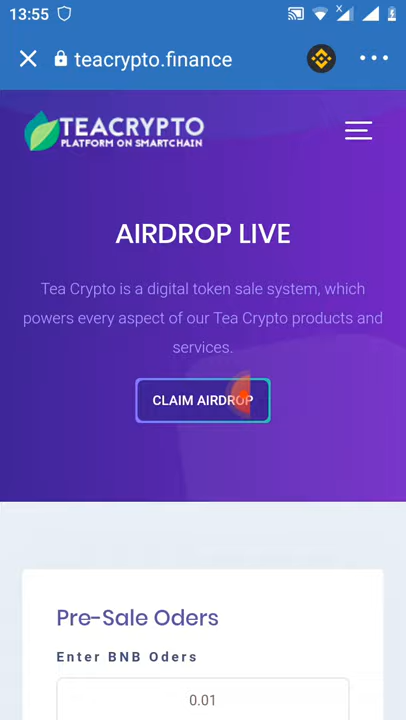 13:55
teacrypto.finance
TEACRYPTO
PLATFORM ON SMARTCHAIN
AIRDROP LIVE
Tea Crypto is a digital token sale system, which
powers every aspect of our Tea Crypto products and
services.
CLAIM AIRDROP
Pre-Sale Oders
Enter BNB Oders
0.01